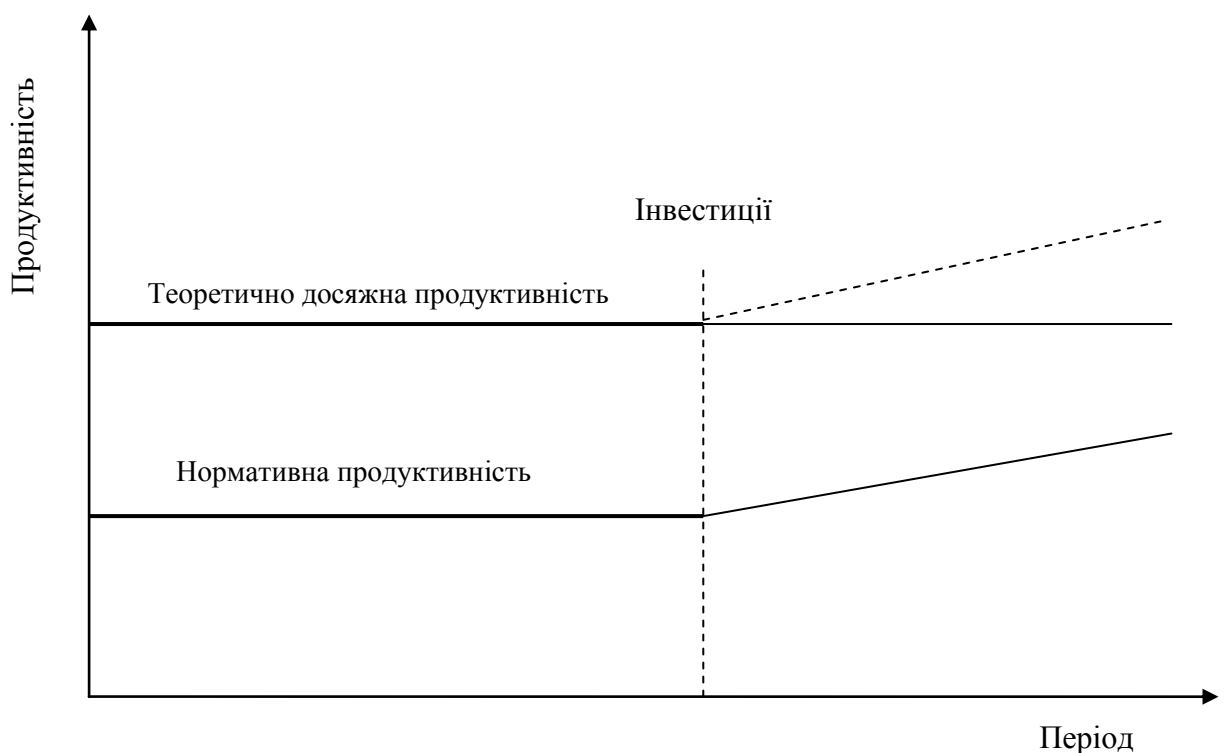 Продуктивність
Інвестиції
Теоретично досяжна продуктивність
Нормативна продуктивність
Період